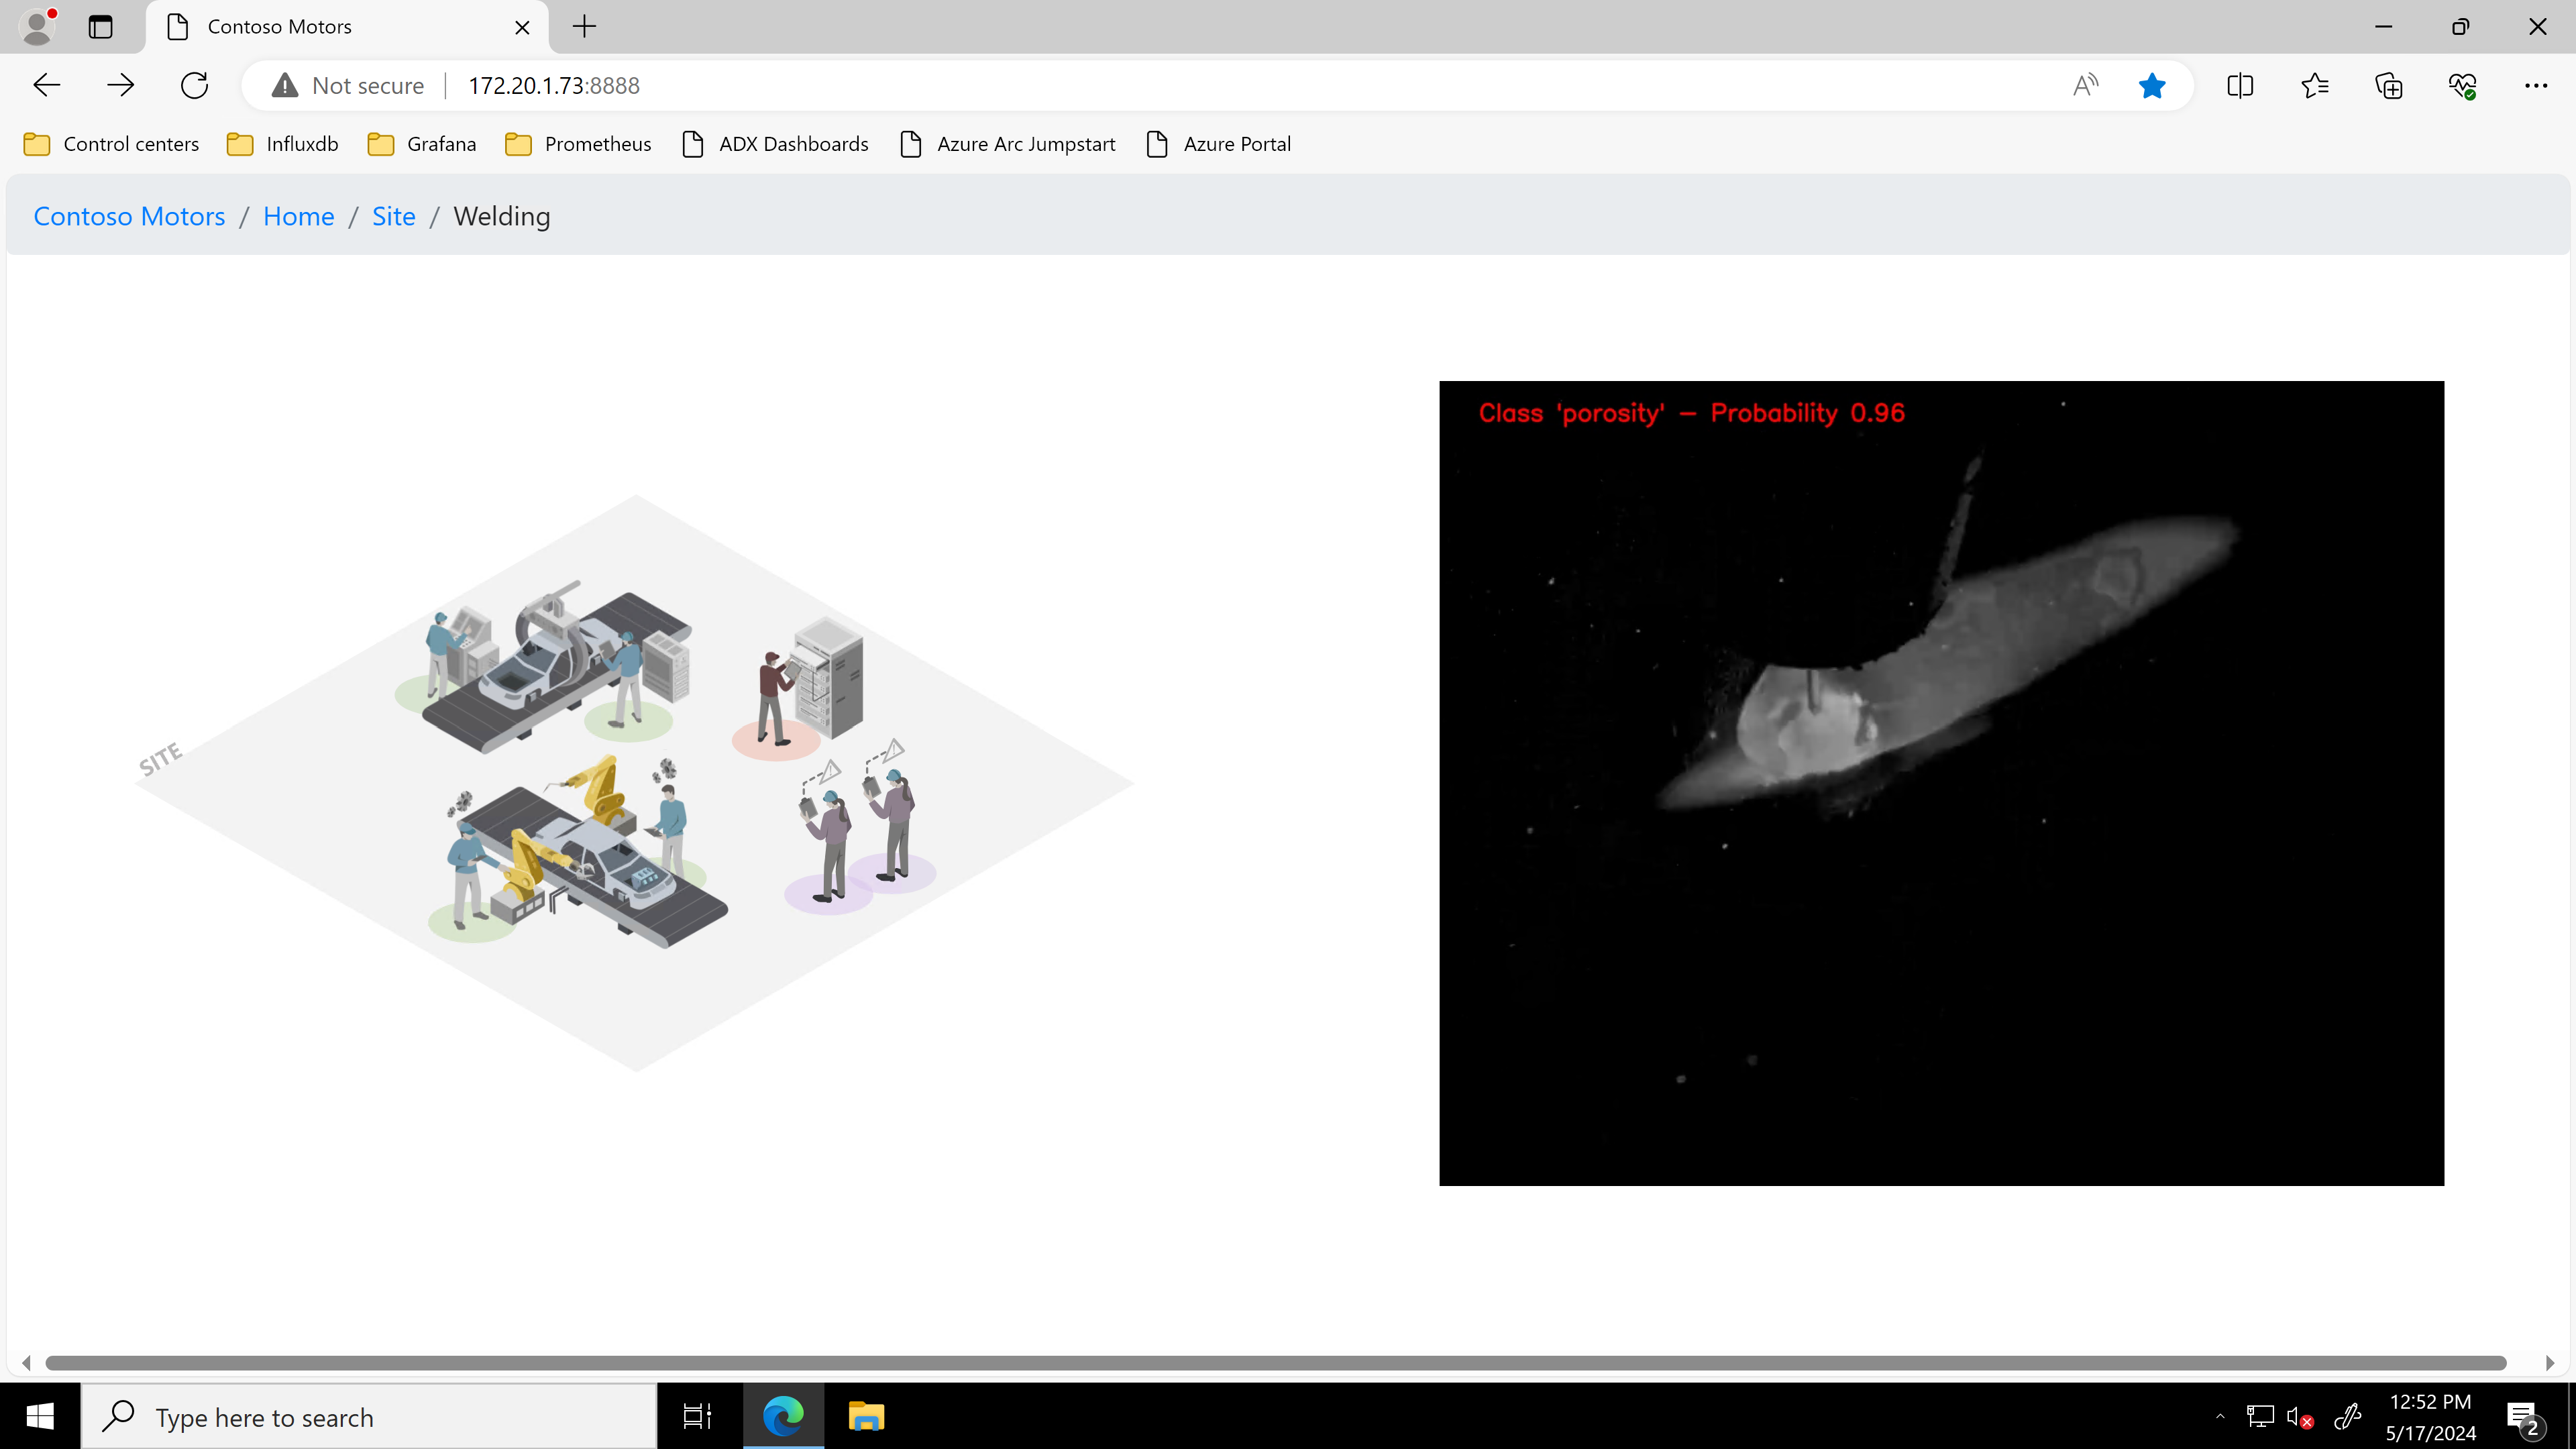 Contoso Motors
Not secure 172.20.1.73:8888
Control centers Influxdb Grafana Prometheus ADX Dashboards Azure Arc Jumpstart Azure Portal
Contoso Motors / Home / Site / Welding
Class 'porosity' – Probability 0.96
SITE
Type here to search
12:52 PM
5/17/2024
2